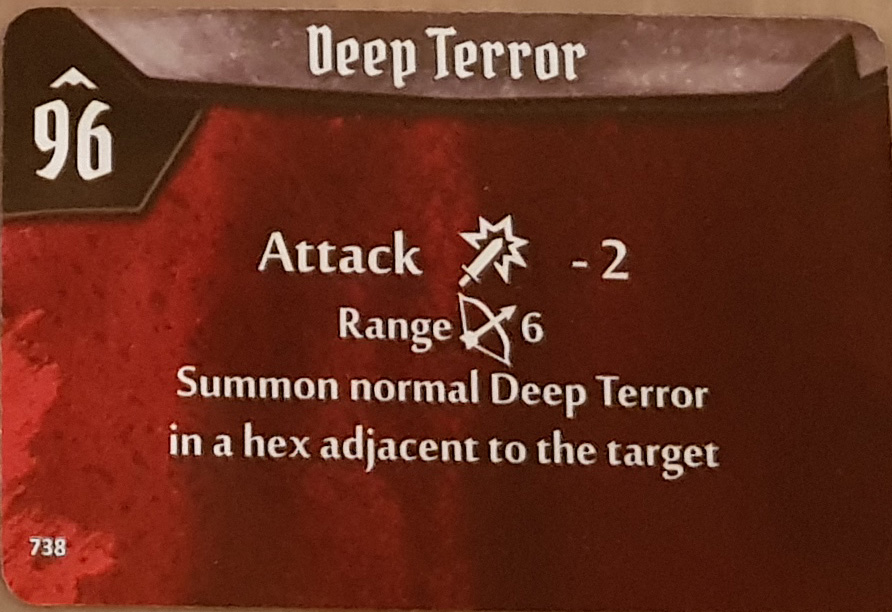 Deep Terror
96
Attack - 2
Range 6
Summon normal Deep Terror
in a hex adjacent to the target
738